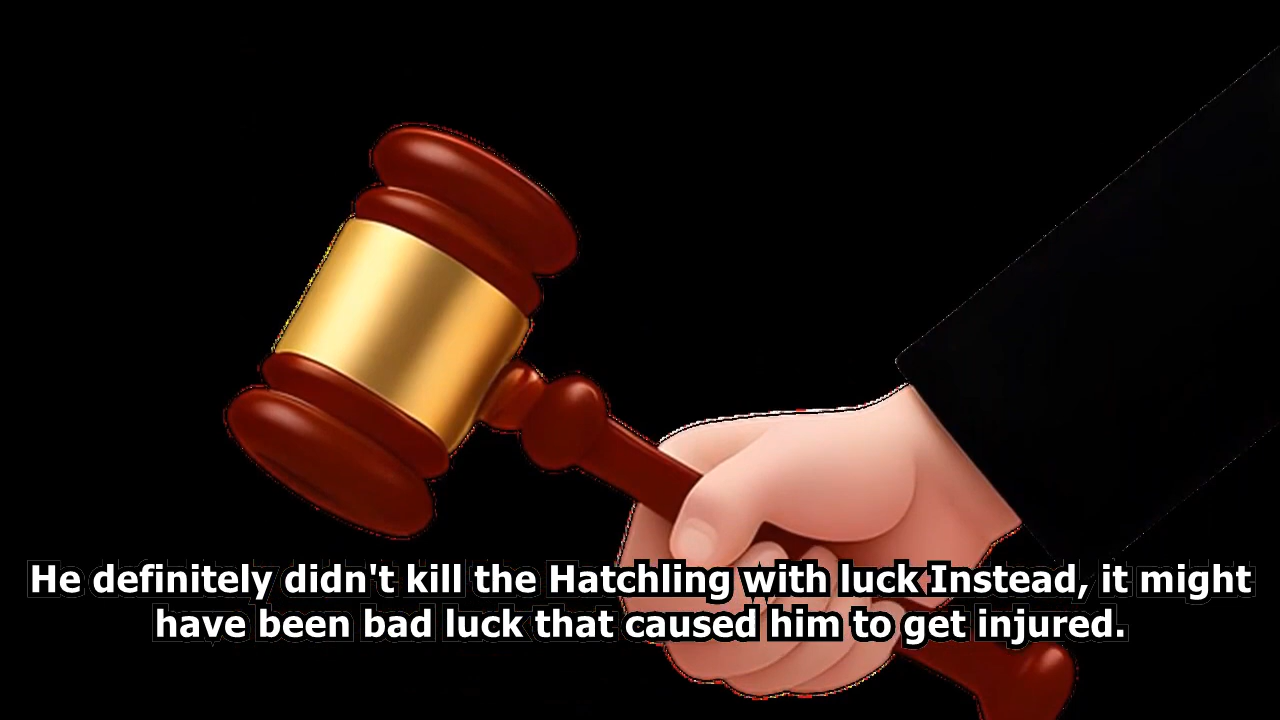 He definitely didn't kill the Hatchling with luck Instead, it might
have been bad luck that caused him to get injured.